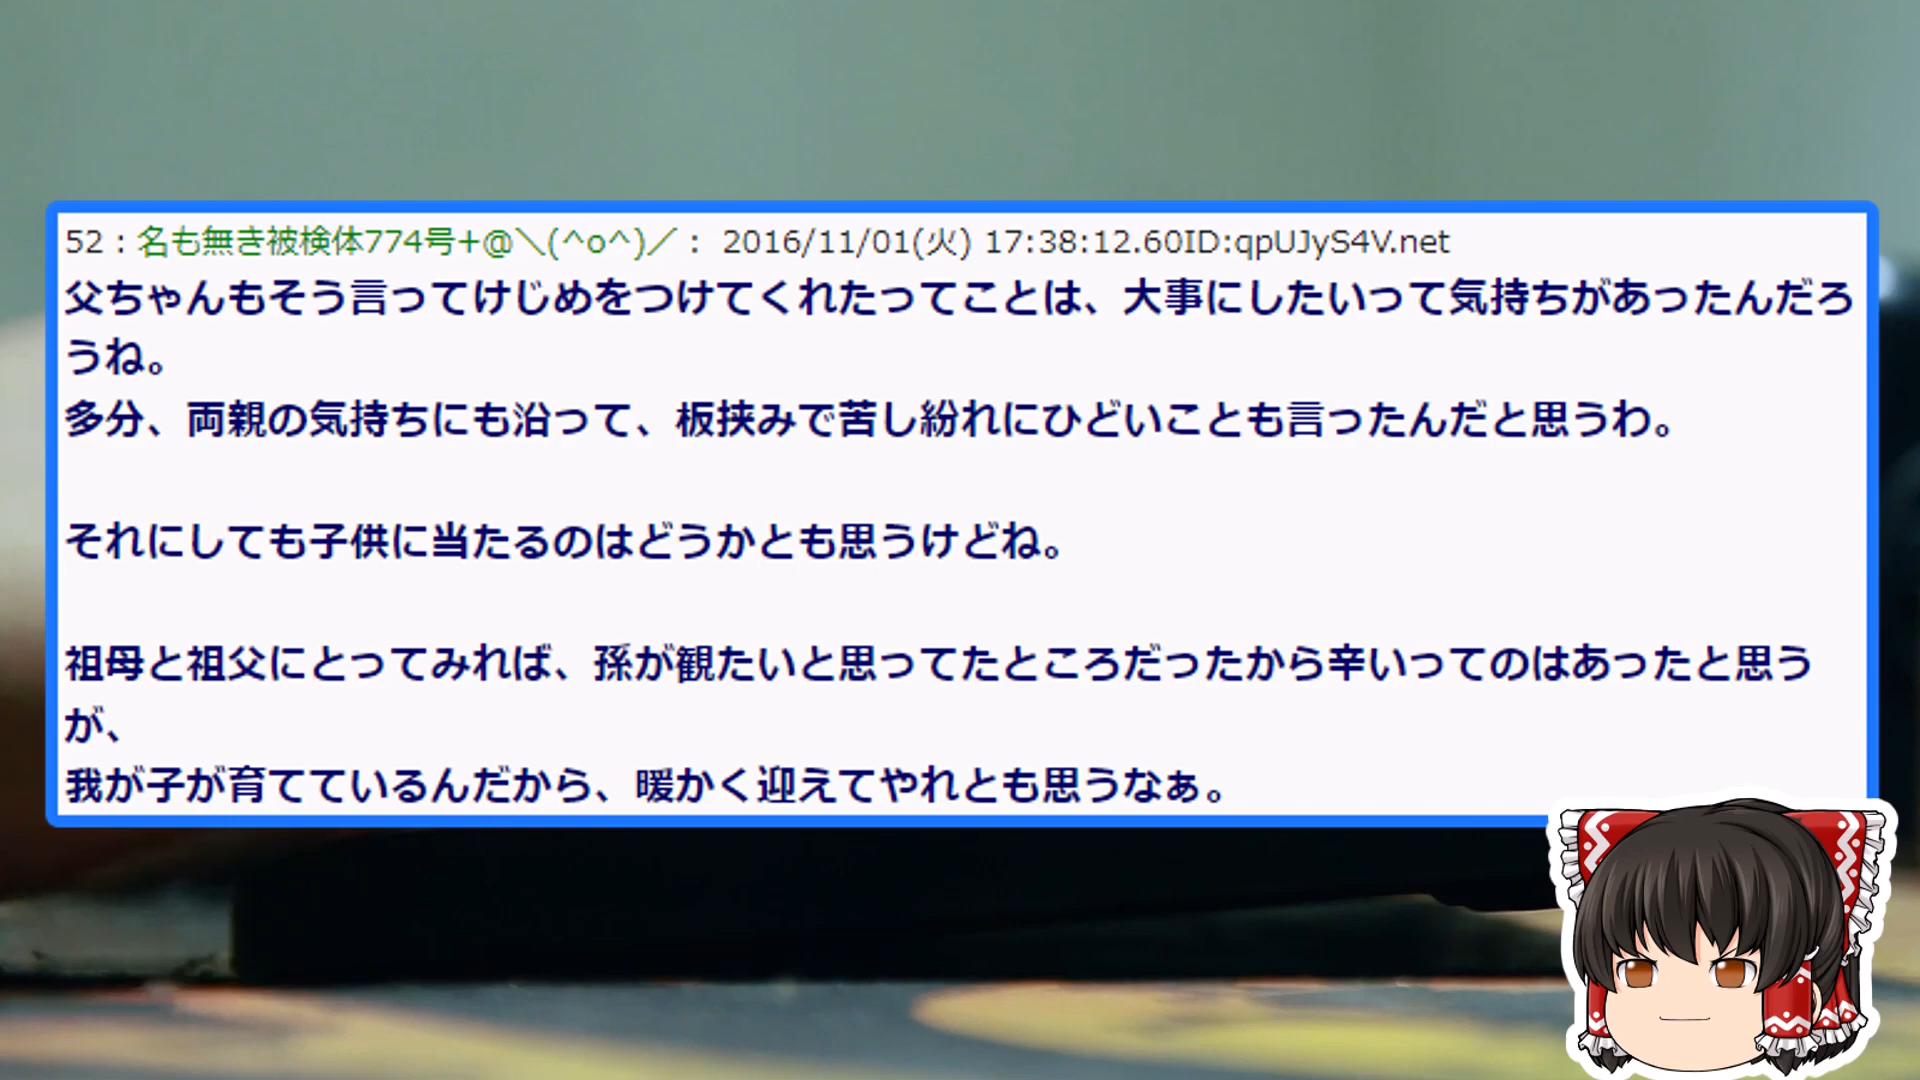 52：名も無き被検体774号+@＼(^o^)／： 2016/11/01(火) 17:38:12.60ID:qpUJyS4V.net
父ちゃんもそう言ってけじめをつけてくれたってことは、大事にしたいって気持ちがあったんだろ
うね。
多分、両親の気持ちにも沿って、板挟みで苦し紛れにひどいことも言ったんだと思うわ。
それにしても子供に当たるのはどうかとも思うけどね。
祖母と祖父にとってみれば、孫が観たいと思ってたところだったから辛いってのはあったと思う
が、
我が子が育てているんだから、暖かく迎えてやれとも思うなぁ。